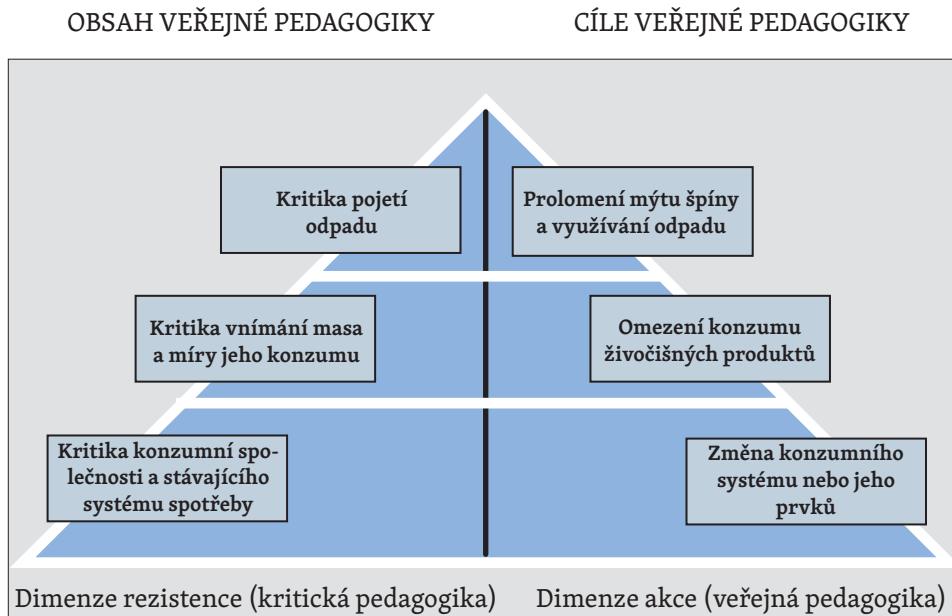 OBSAH VEŘEJNÉ PEDAGOGIKY
CÍLE VEŘEJNÉ PEDAGOGIKY
Kritika pojetí
odpadu
Prolomení mýtu špíny
a využívání odpadu
Kritika vnímání masa
a míry jeho konzumu
Omezení konzumu
živočišných produktů
Kritika konzumní spo-
lečnosti a stávajícího
systému spotřeby
Změna konzumního
systému nebo jeho
prvků
Dimenze rezistence (kritická pedagogika)
Dimenze akce (veřejná pedagogika)